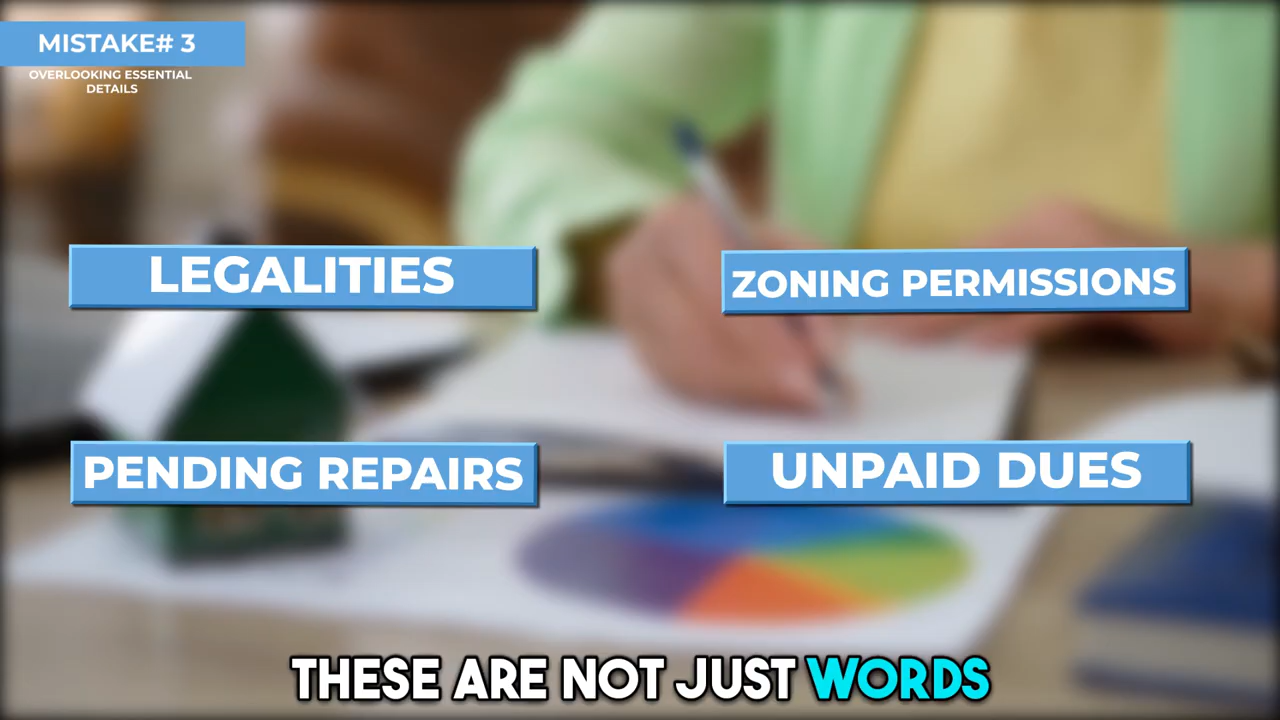 MISTAKE# 3
OVERLOOKING ESSENTIAL
DETAILS
LEGALITIES
ZONING PERMISSIONS
PENDING REPAIRS
UNPAID DUES
THESE ARE NOT JUST WORDS